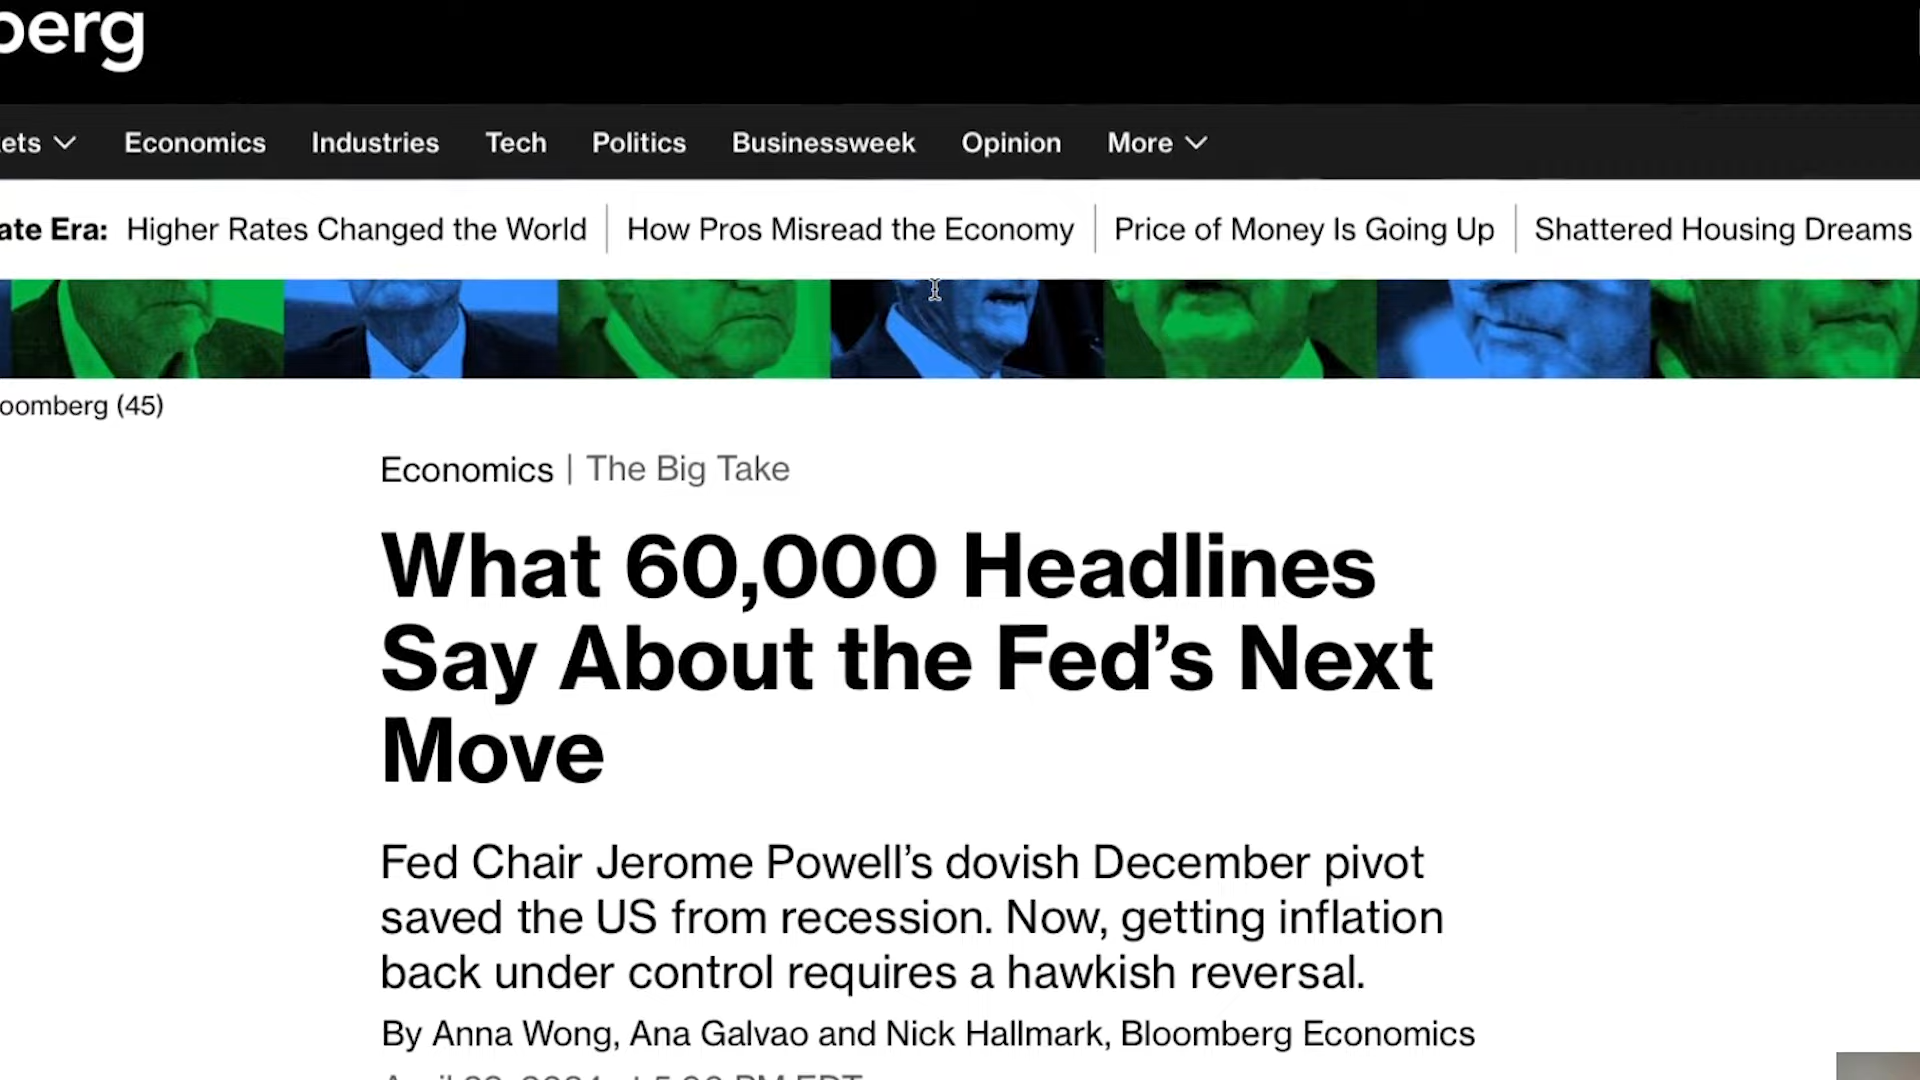 berg
ets Economics Industries Tech Politics Businessweek Opinion More
ate Era: Higher Rates Changed the World How Pros Misread the Economy Price of Money Is Going Up Shattered Housing Dreams
oomberg (45)
Economics | The Big Take
What 60,000 Headlines
Say About the Fed’s Next
Move
Fed Chair Jerome Powell’s dovish December pivot
saved the US from recession. Now, getting inflation
back under control requires a hawkish reversal.
By Anna Wong, Ana Galvao and Nick Hallmark, Bloomberg Economics